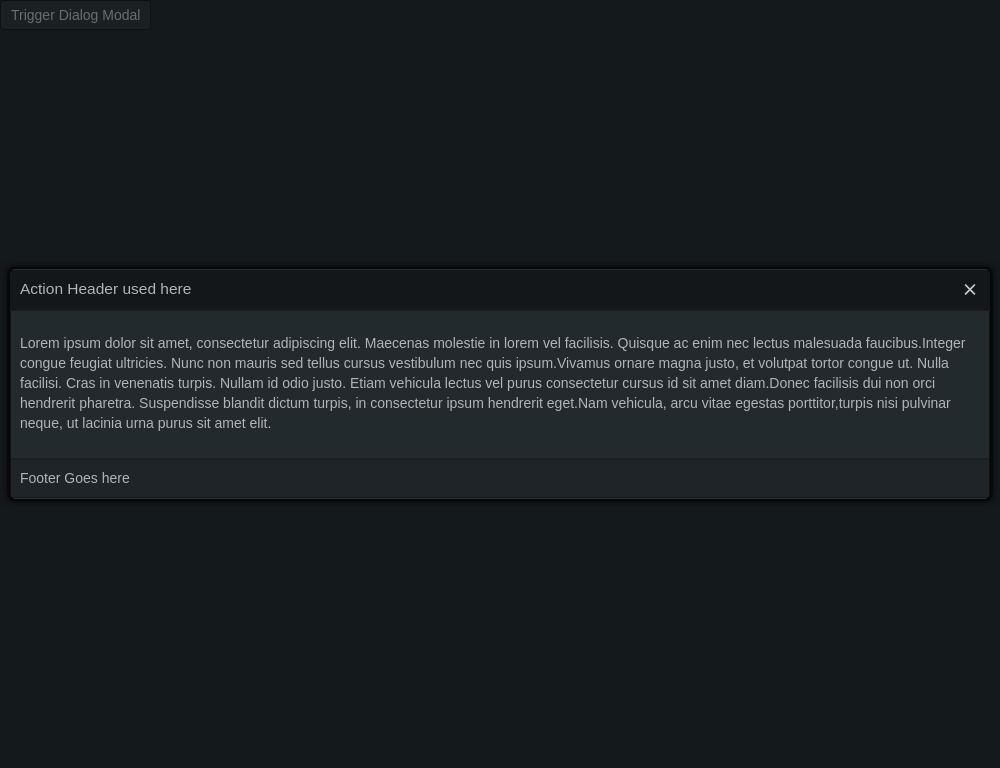 Trigger Dialog Modal
Action Header used here
Lorem ipsum dolor sit amet, consectetur adipiscing elit. Maecenas molestie in lorem vel facilisis. Quisque ac enim nec lectus malesuada faucibus.Integer
congue feugiat ultricies. Nunc non mauris sed tellus cursus vestibulum nec quis ipsum.Vivamus ornare magna justo, et volutpat tortor congue ut. Nulla
facilisi. Cras in venenatis turpis. Nullam id odio justo. Etiam vehicula lectus vel purus consectetur cursus id sit amet diam.Donec facilisis dui non orci
hendrerit pharetra. Suspendisse blandit dictum turpis, in consectetur ipsum hendrerit eget.Nam vehicula, arcu vitae egestas porttitor,turpis nisi pulvinar
neque, ut lacinia urna purus sit amet elit.
Footer Goes here